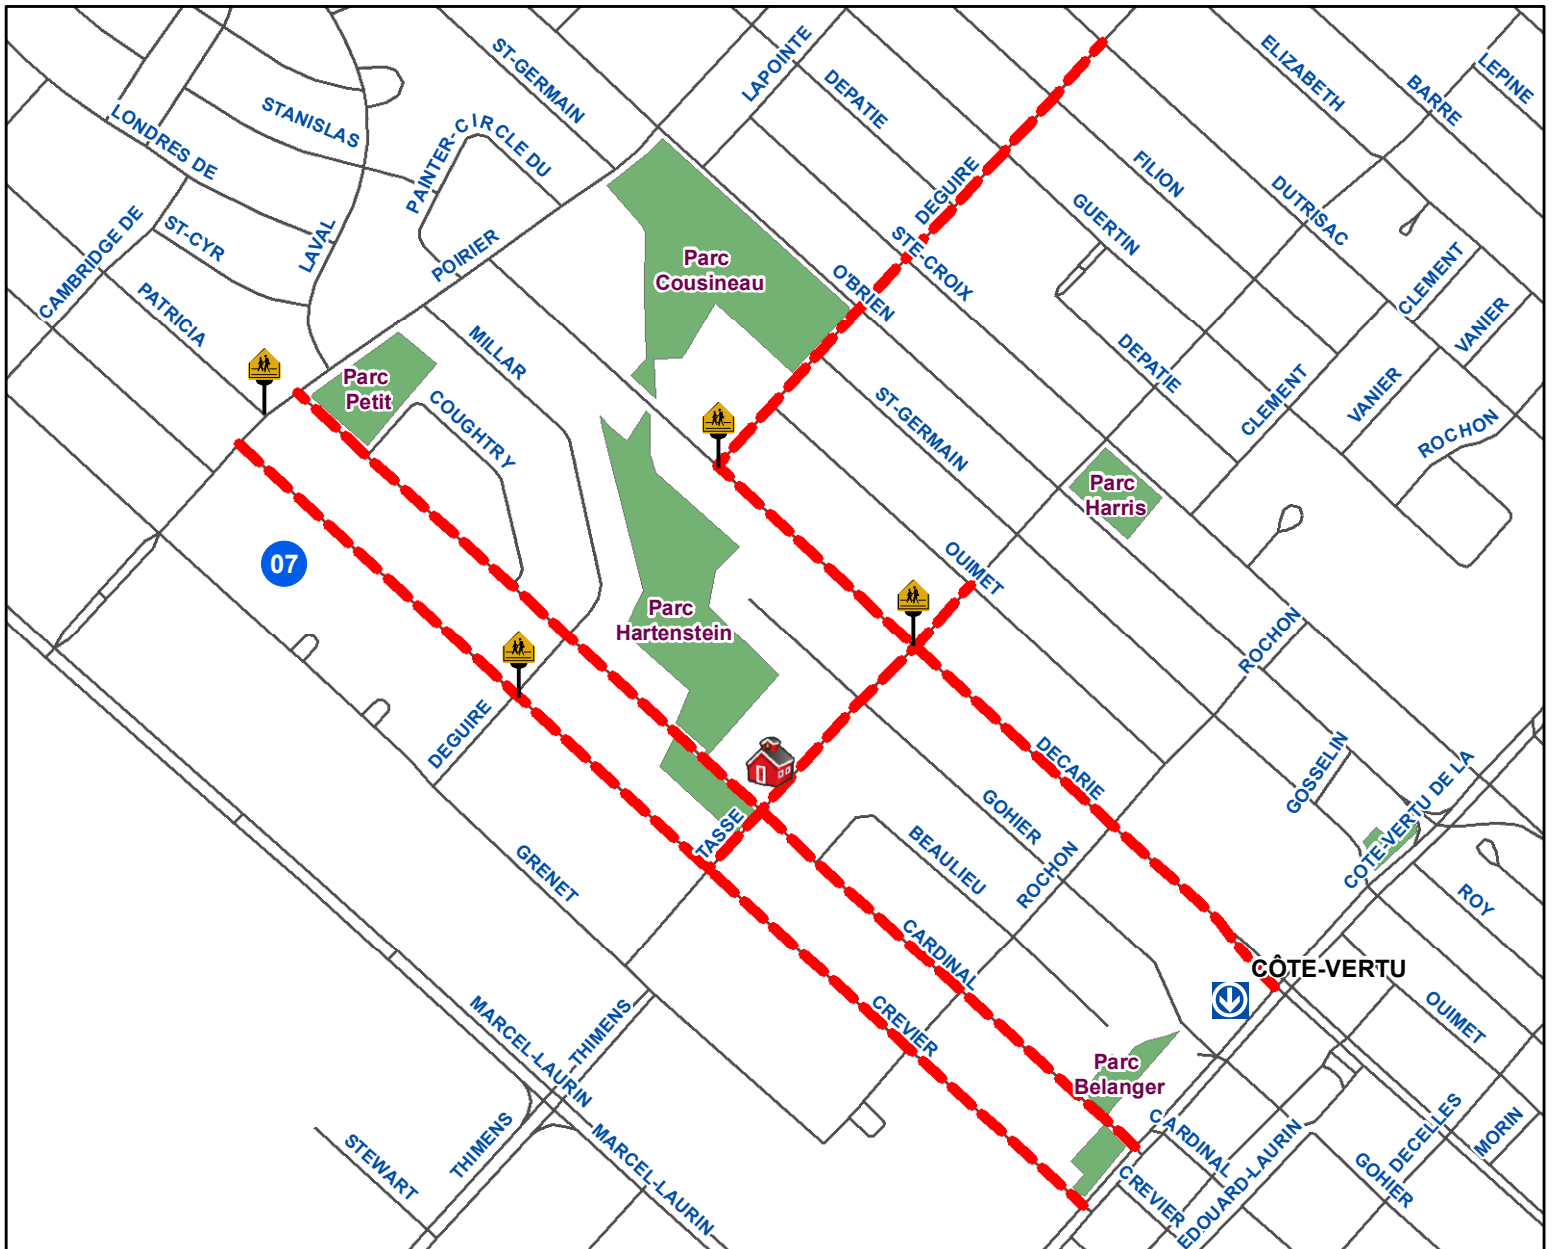 ST-GERMAIN
LAPOINTE
DEPATIE
ELIZABETH
BARRE
LEPINE
STANISLAS
LONDRES DE
PAINTER-CIRCLE DU
DEGUIRE
FILION
DUTRISAC
GUERTIN
CAMBRIDGE DE
ST-CYR
LAVAL
POIRIER
Parc
Cousineau
STE-CROIX
O'BRIEN
CLEMENT
VANIER
PATRICIA
MILLAR
DEPATIE
Parc
Petit
COUGHTRY
ST-GERMAIN
CLEMENT
VANIER
ROCHON
Parc
Harris
07
OUIMET
Parc
Hartenstein
ROCHON
DEGUIRE
DECARIE
GOSSELIN
COTE-VERTU DE LA
TASSE
GOHIER
BEAULIEU
ROCHON
GRENET
ROY
CARDINAL
CÔTE-VERTU
CREVIER
OUIMET
MARCEL-LAURIN
THIMENS
Parc
Belanger
CARDINAL
EDOUARD-LAURIN
DECELLES
MORIN
STEWART
THIMENS
MARCEL-LAURIN
CREVIER
GOHIER